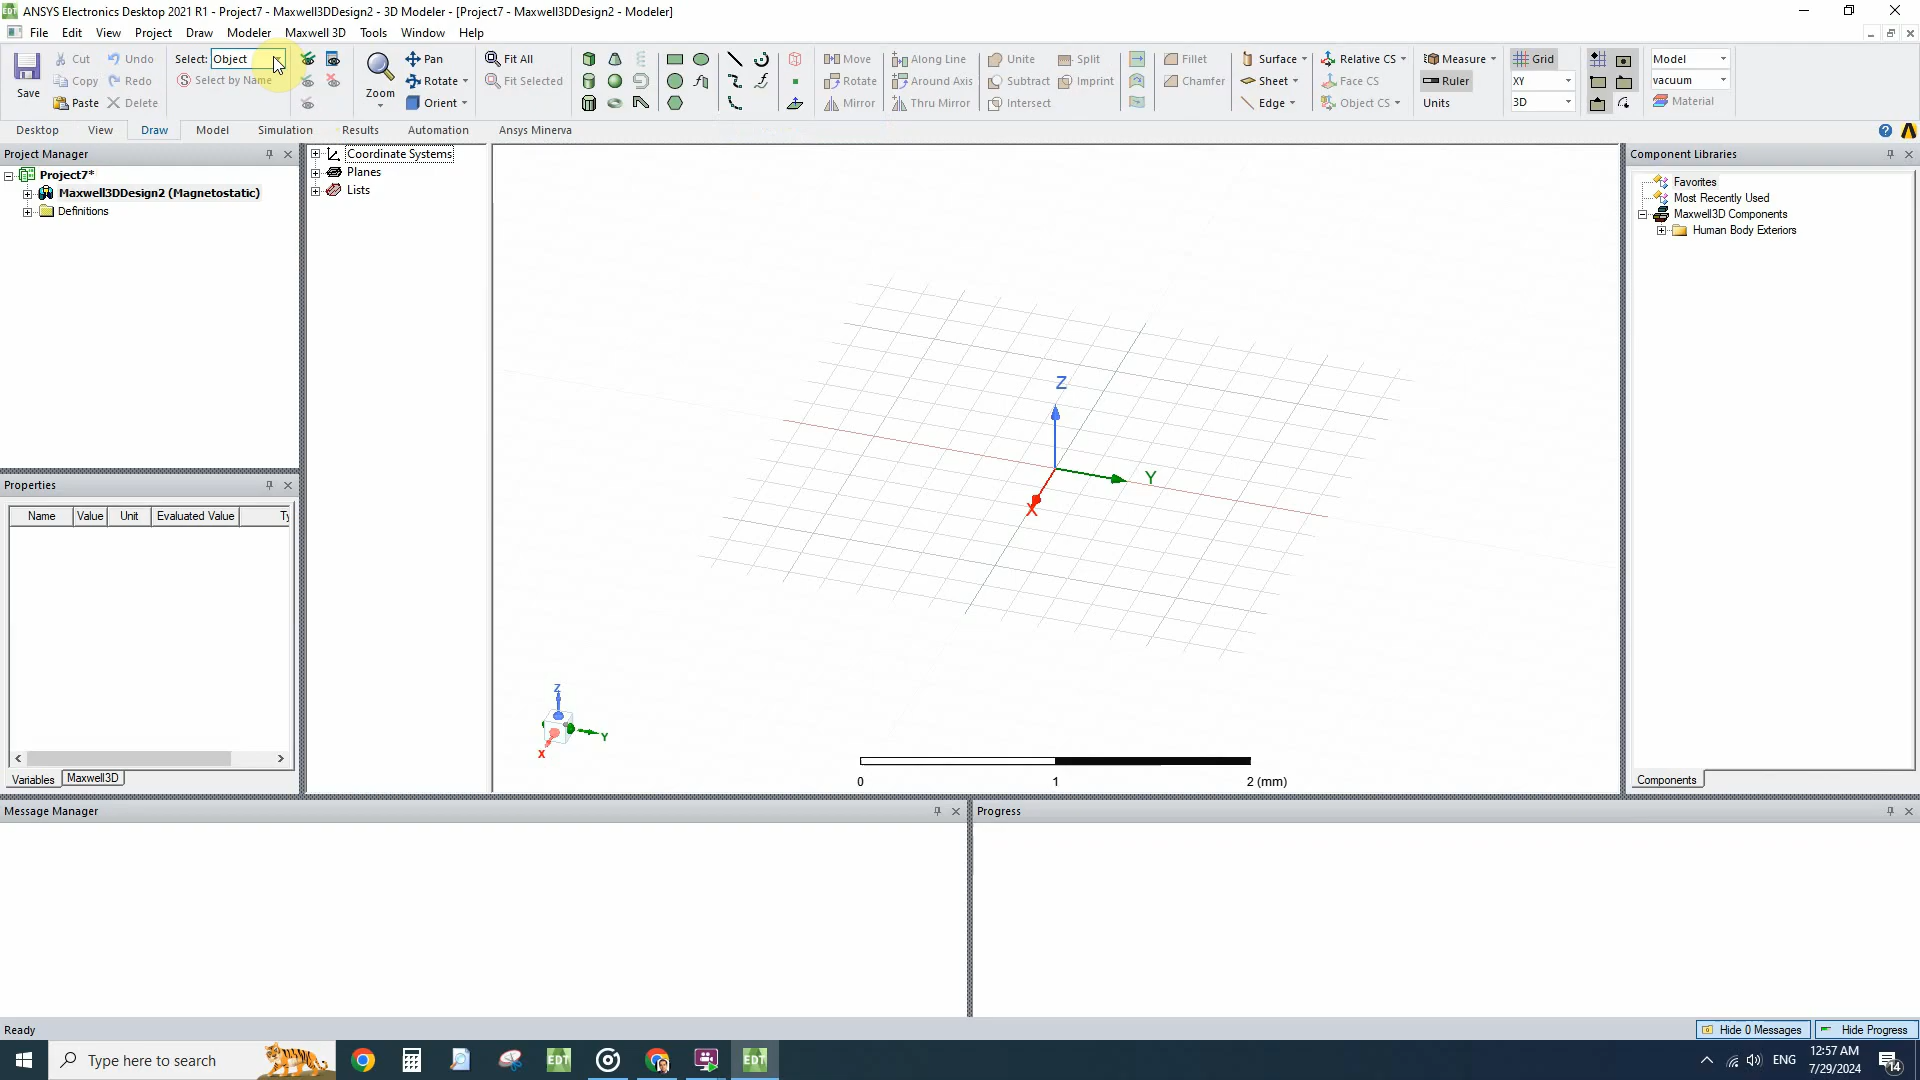 ANSYS Electronics Desktop 2021 R1 - Project7 - Maxwell3DDesign2 - 3D Modeler - [Project7 - Maxwell3DDesign2 - Modeler]
File Edit View Project Draw Modeler Maxwell 3D Tools Window Help
Save
Cut
Undo
Copy
Redo
Paste
Delete
Select: Object
Select by Name
Zoom
Pan
Rotate
Orient
Fit All
Fit Selected
Move
Rotate
Mirror
Along Line
Around Axis
Thru Mirror
Unite
Subtract
Intersect
Split
Imprint
Fillet
Chamfer
Surface
Sheet
Edge
Relative CS
Face CS
Object CS
Measure
Ruler
Units
Grid
XY
3D
Model
vacuum
Material
Desktop View Draw Model Simulation Results Automation Ansys Minerva
Project Manager
Project7*
Maxwell3DDesign2 (Magnetostatic)
Definitions
Coordinate Systems
Planes
Lists
Component Libraries
Favorites
Most Recently Used
Maxwell3D Components
Human Body Exteriors
Properties
Name Value Unit Evaluated Value Ty
Variables Maxwell3D
Z
Y
X
Z
Y
X
0 1 2 (mm)
Components
Message Manager
Progress
Ready
Hide 0 Messages
Hide Progress
Type here to search
EDT
EDT
ENG
12:57 AM
7/29/2024
14